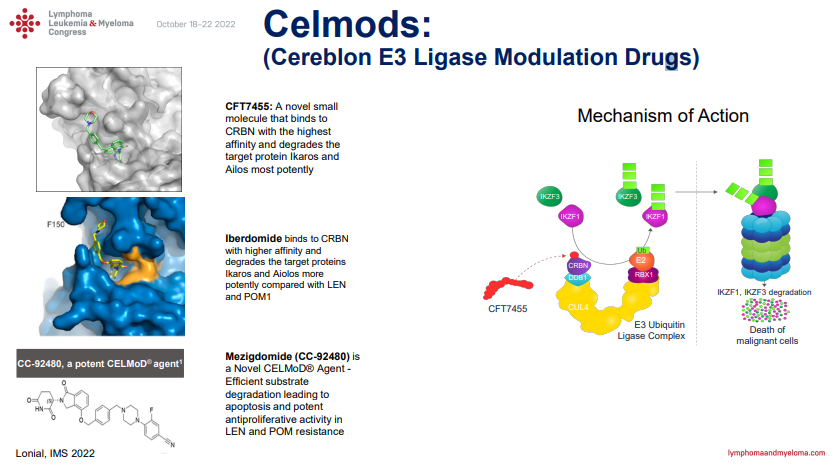 Lymphoma
Leukemia & Myeloma
Congress
October 18-22 2022
Celmods:
(Cereblon E3 Ligase Modulation Drugs)
CFT7455: A novel small
molecule that binds to
CRBN with the highest
affinity and degrades the
target protein Ikaros and
Ailos most potently
F150
Iberdomide binds to CRBN
with higher affinity and
degrades the target proteins
Ikaros and Aiolos more
potently compared with LEN
and POM1
CC-92480, a potent CELMoD® agent¹
Mezigdomide (CC-92480) is
a Novel CELMoD® Agent -
Efficient substrate
degradation leading to
apoptosis and potent
antiproliferative activity in
LEN and POM resistance
O
O
N
(S)
HN
O
O
N
N
F
N
Lonial, IMS 2022
Mechanism of Action
IKZF3
IKZF1
IKZF3
IKZF1
Ub
E2
RBX1
CRBN
DDB1
CUL4
CFT7455
E3 Ubiquitin
Ligase Complex
IKZF1, IKZF3 degradation
Death of
malignant cells
lymphomaandmyeloma.com